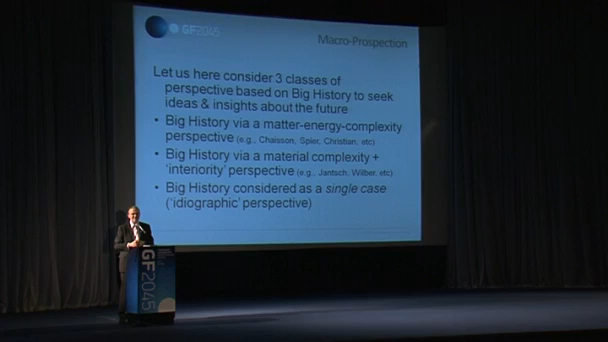 GF2045
Macro-Prospection
Let us here consider 3 classes of
perspective based on Big History to seek
ideas & insights about the future
• Big History via a matter-energy-complexity
perspective (e.g., Chaisson, Spier, Christian, etc)
• Big History via a material complexity +
‘interiority’ perspective (e.g., Jantsch, Wilber, etc)
• Big History considered as a single case
(‘idiographic’ perspective)
GF2045